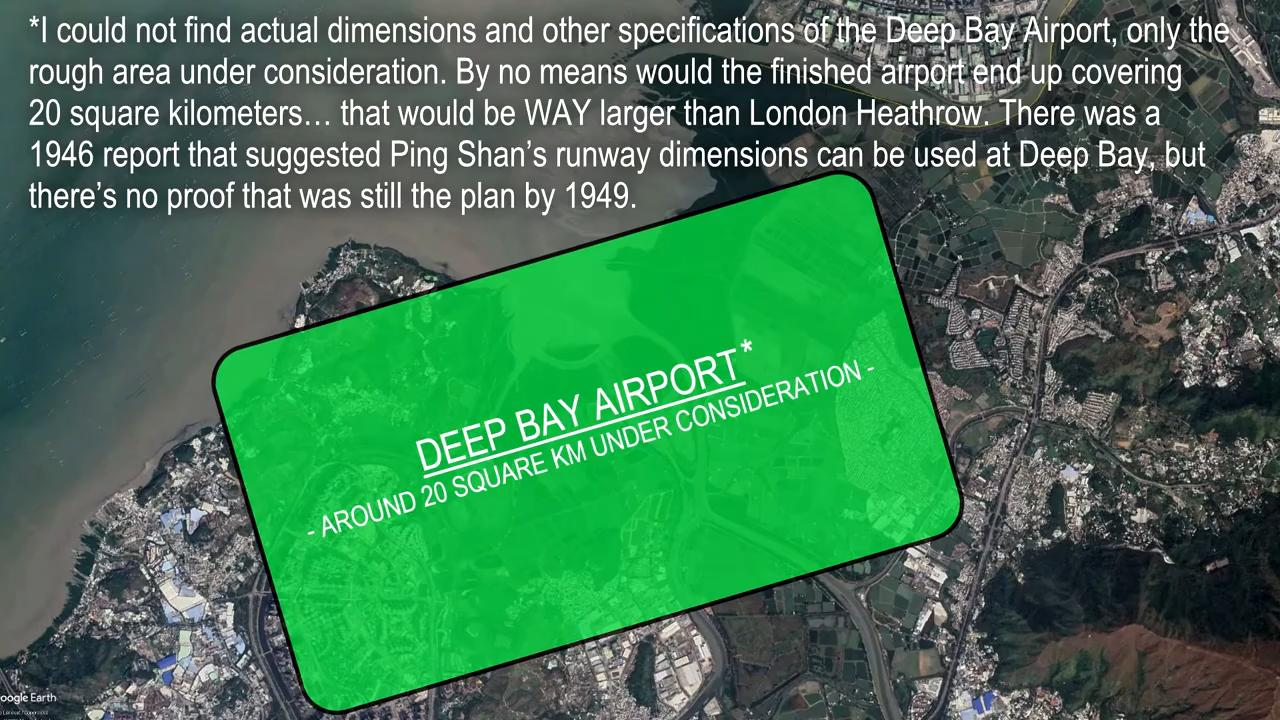 *I could not find actual dimensions and other specifications of the Deep Bay Airport, only the
rough area under consideration. By no means would the finished airport end up covering
20 square kilometers… that would be WAY larger than London Heathrow. There was a
1946 report that suggested Ping Shan’s runway dimensions can be used at Deep Bay, but
there’s no proof that was still the plan by 1949.
DEEP BAY AIRPORT*
- AROUND 20 SQUARE KM UNDER CONSIDERATION -
oogle Earth